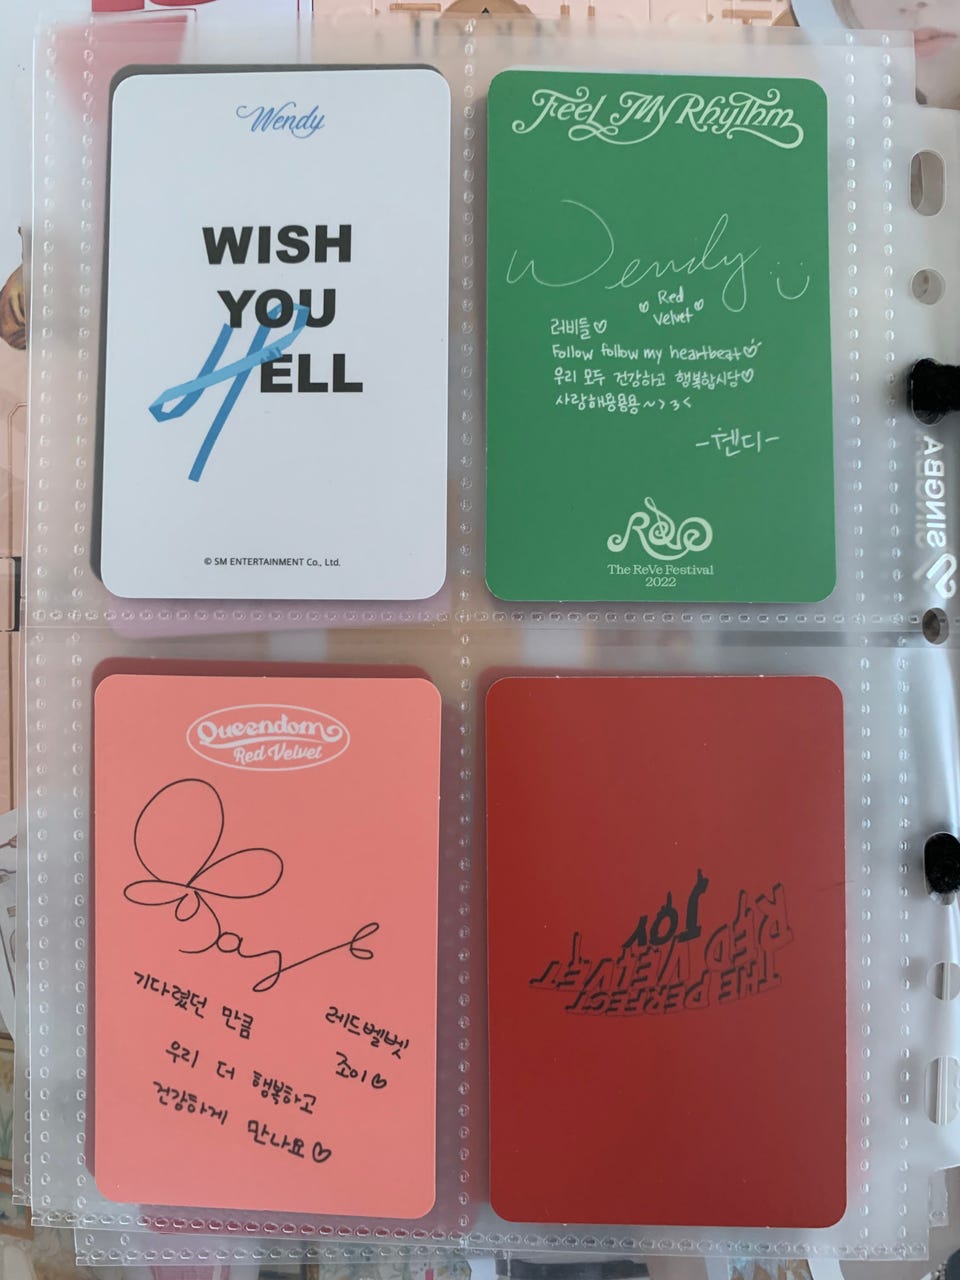 Wendy
WISH
YOU
HELL
© SM ENTERTAINMENT Co., Ltd.
Feel My Rhythm
Wendy
Red
Velvet
러비들♡
Follow follow my heartbeat♡
우리 모두 건강하고 행복합시당♡
사랑해용용용~>3<
-웬디-
ReVe
The ReVe Festival
2022
Queendom
Red Velvet
Joy
기다렸던 만큼
우리 더 행복하고
건강하게 만나요♡
레드벨벳
조이♡
THE PERFECT
RED VELVET
JOY
SINGBA